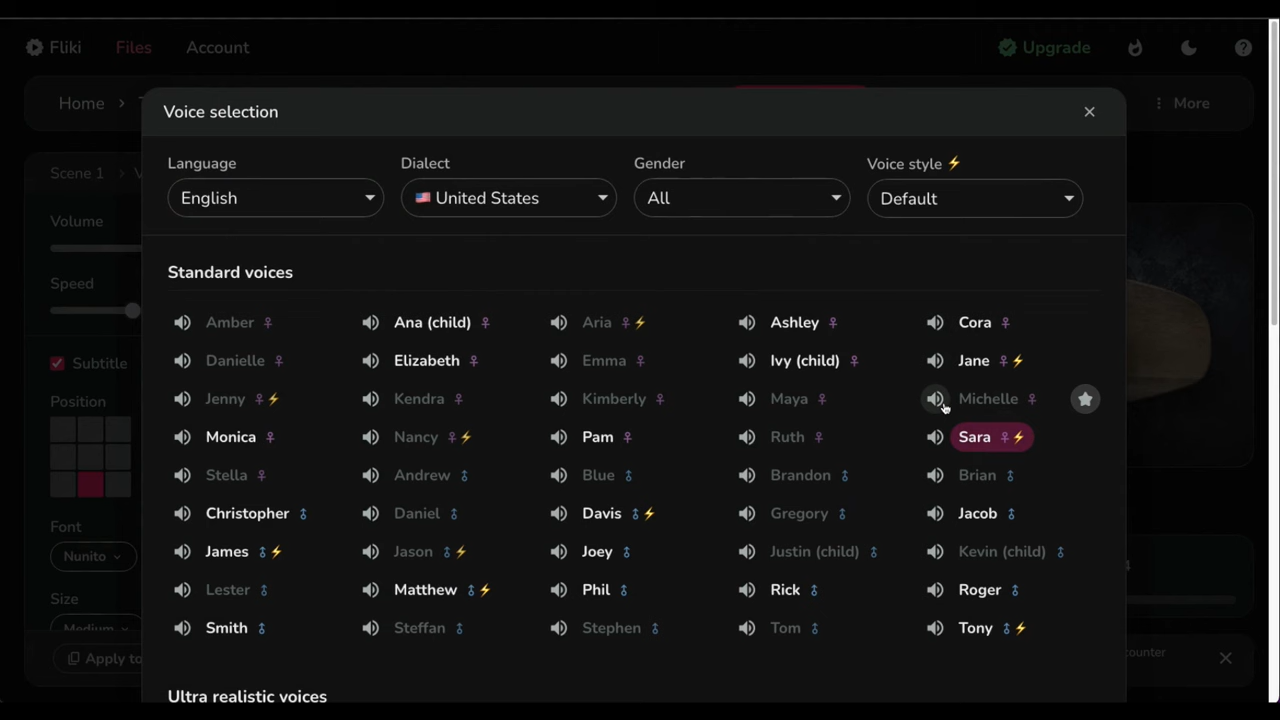 Fliki Files Account Upgrade
Home > More
Voice selection
Scene 1 >
Language Dialect Gender Voice style
English United States All Default
Volume
Speed
Standard voices
Amber Ana (child) Aria Ashley Cora
Danielle Elizabeth Emma Ivy (child) Jane
Subtitle
Jenny Kendra Kimberly Maya Michelle
Position
Monica Nancy Pam Ruth Sara
Stella Andrew Blue Brandon Brian
Christopher Daniel Davis Gregory Jacob
Font
Nunito
James Jason Joey Justin (child) Kevin (child)
Lester Matthew Phil Rick Roger
Size
Medium
Smith Steffan Stephen Tom Tony
Apply to
counter
Ultra realistic voices